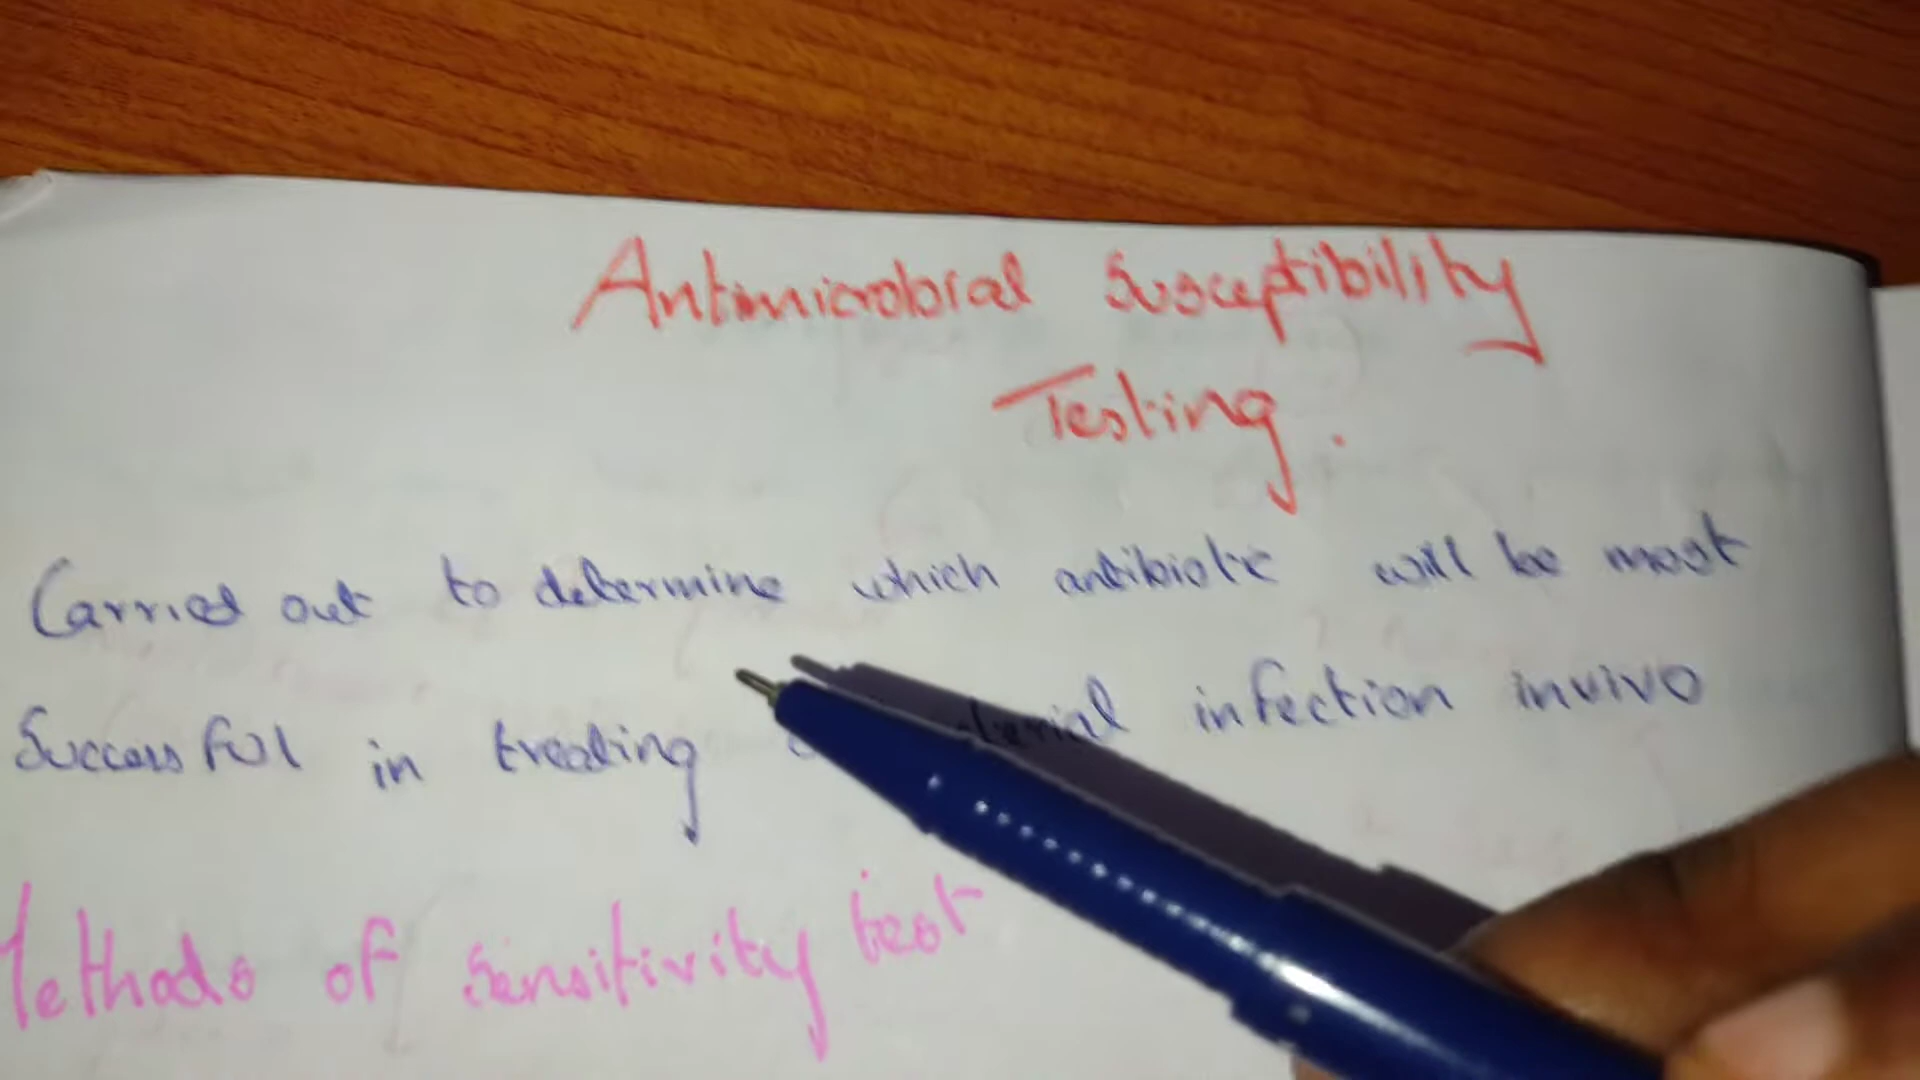 Antimicrobial Susceptibility
Testing.
Carried out to determine which antibiotic will be most
Successful in treating infection invivo
Methods of sensitivity test